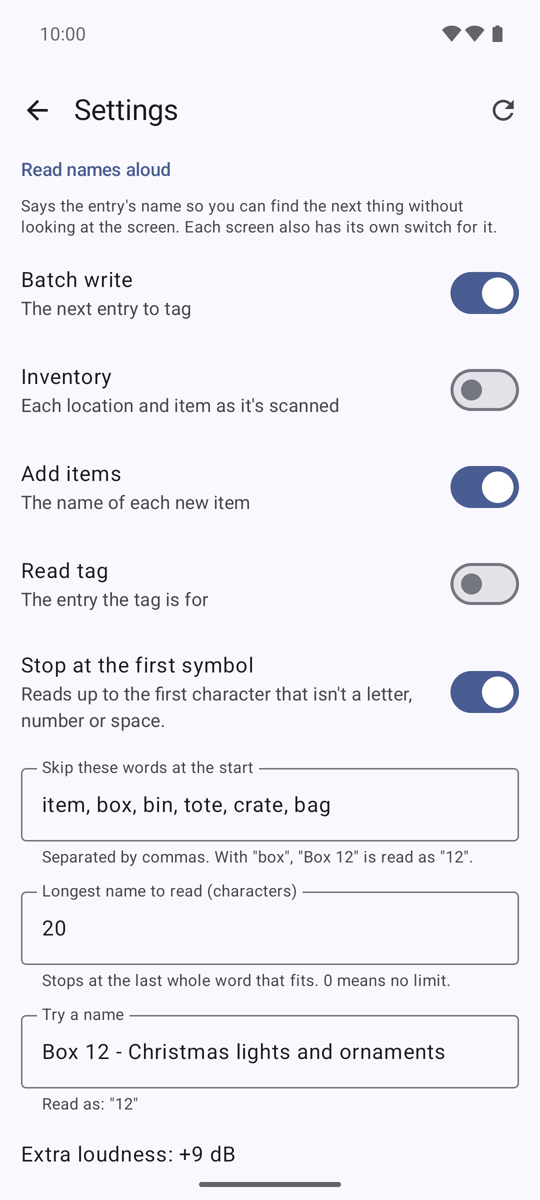 10:00
Settings
Read names aloud
Says the entry's name so you can find the next thing without
looking at the screen. Each screen also has its own switch for it.
Batch write
The next entry to tag
Inventory
Each location and item as it's scanned
Add items
The name of each new item
Read tag
The entry the tag is for
Stop at the first symbol
Reads up to the first character that isn't a letter,
number or space.
Skip these words at the start
item, box, bin, tote, crate, bag
Separated by commas. With "box", "Box 12" is read as "12".
Longest name to read (characters)
20
Stops at the last whole word that fits. 0 means no limit.
Try a name
Box 12 - Christmas lights and ornaments
Read as: "12"
Extra loudness: +9 dB